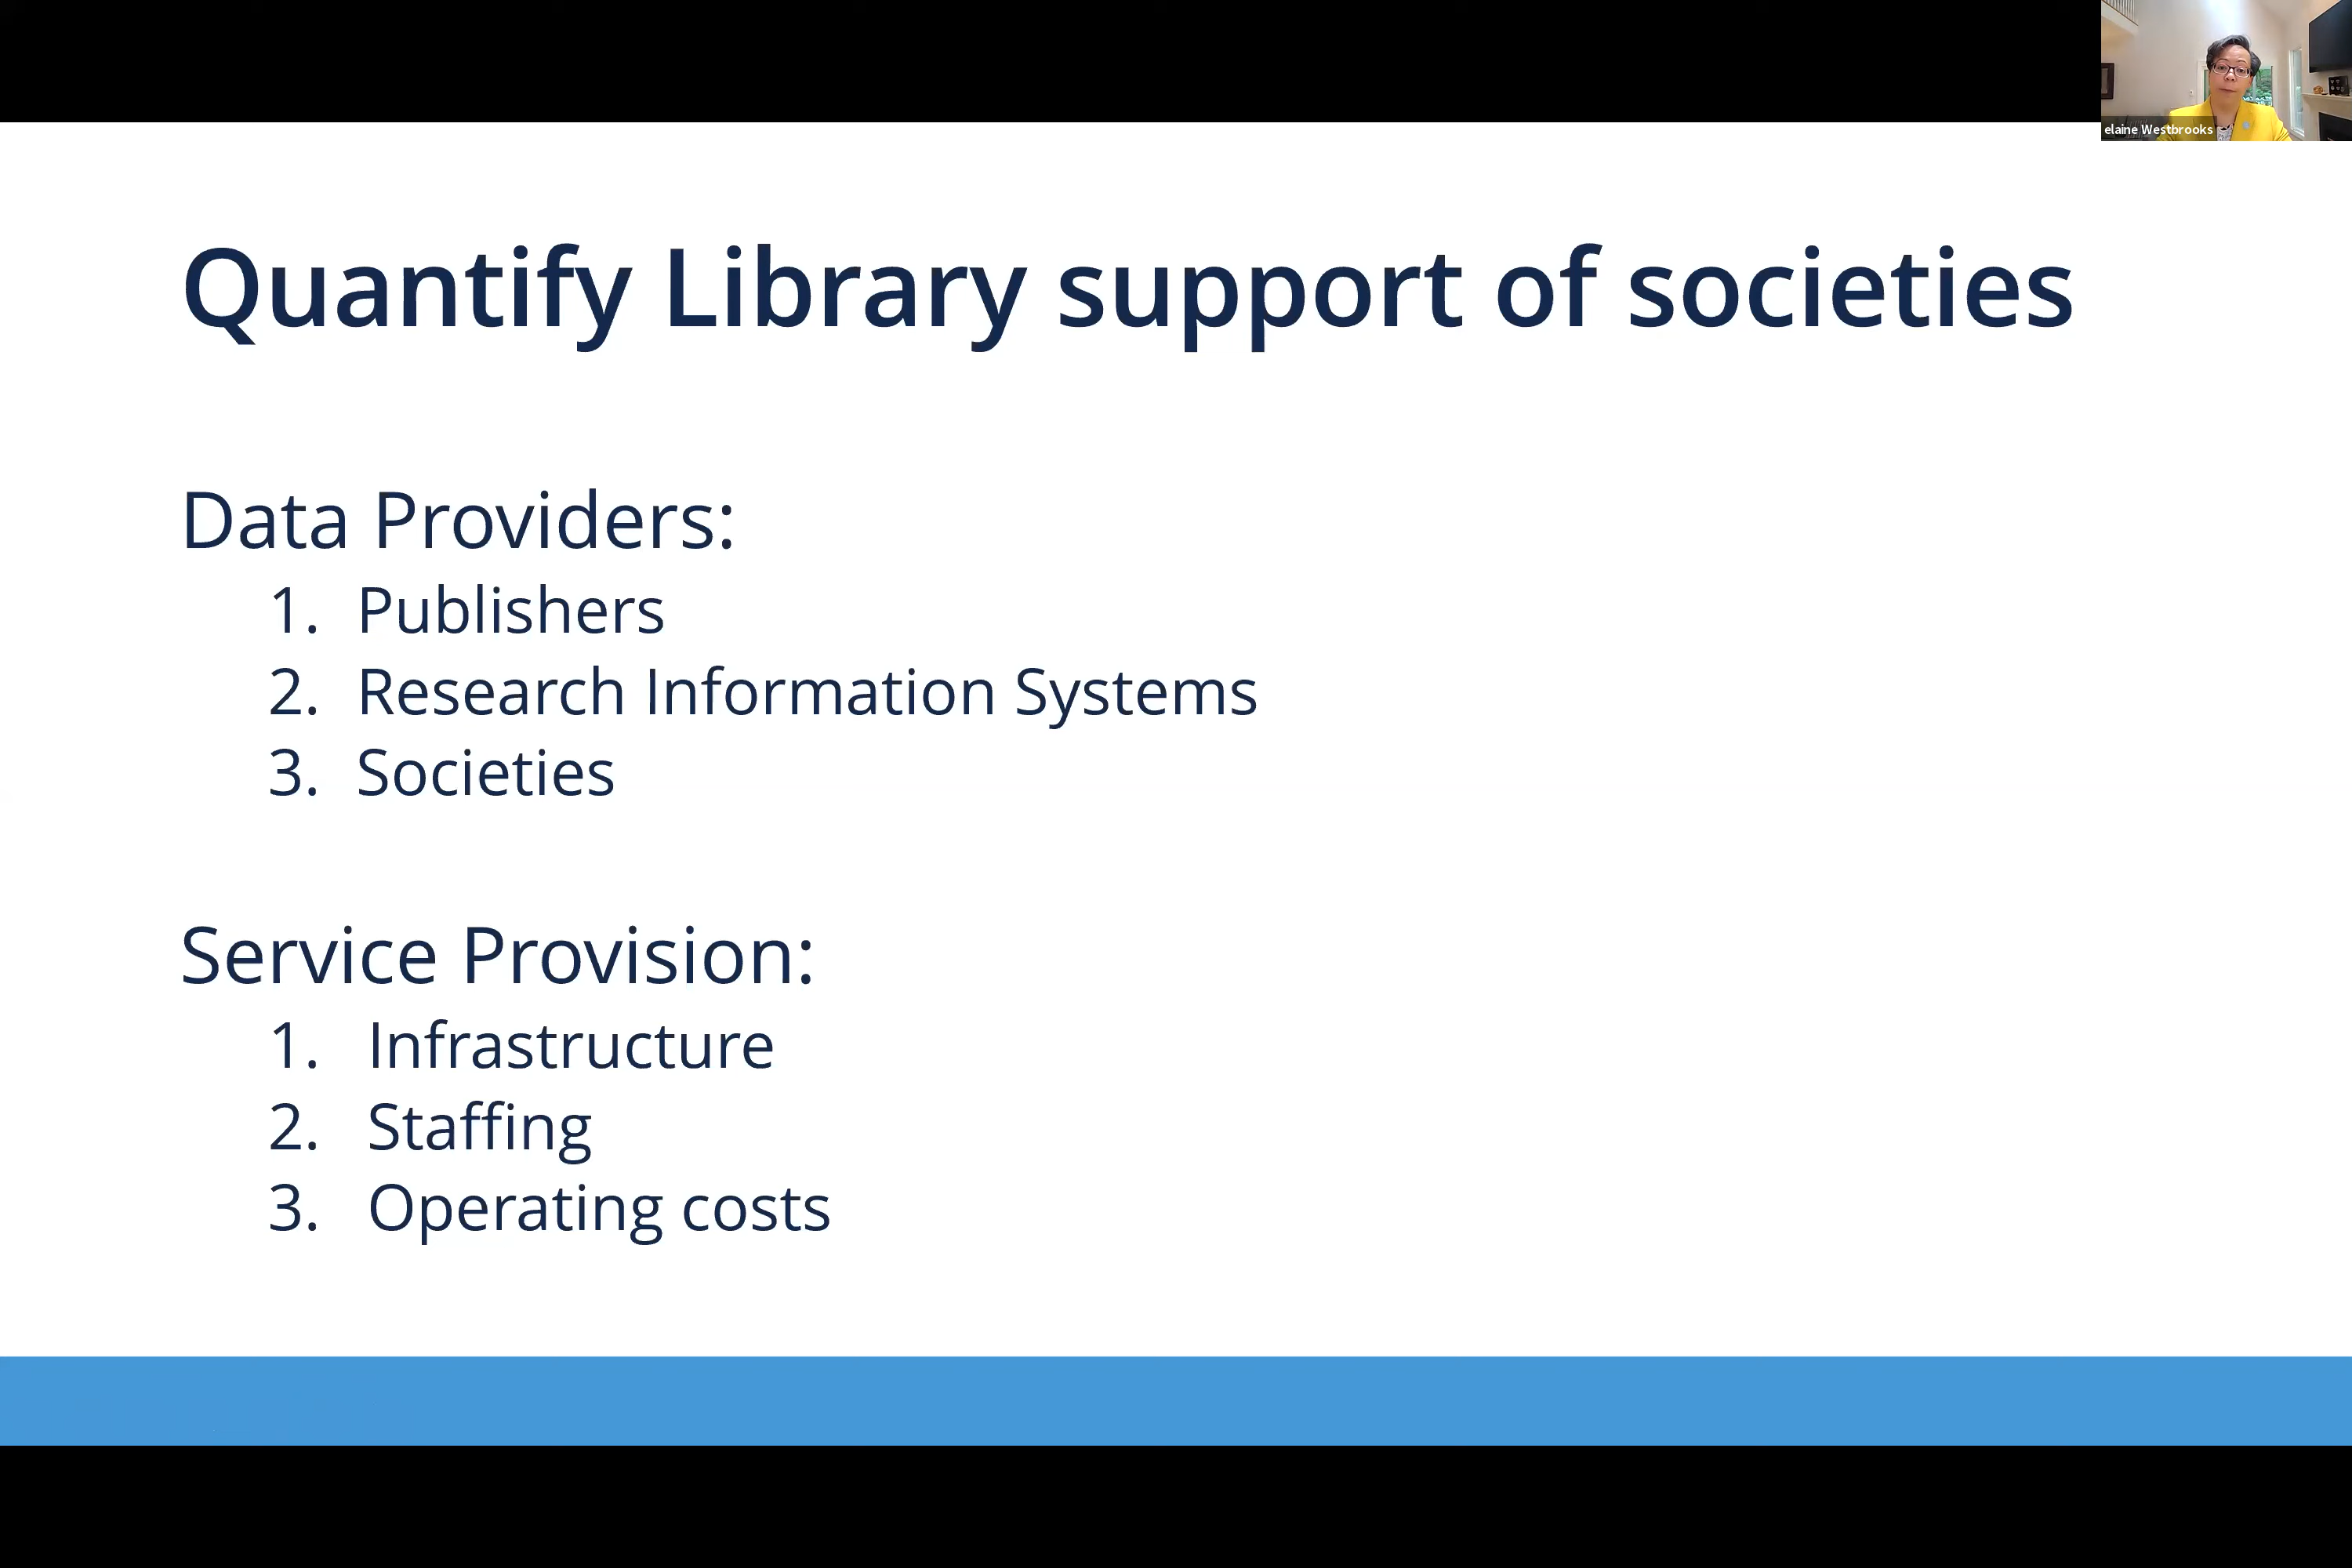 elaine Westbrooks
Quantify Library support of societies
Data Providers:
1. Publishers
2. Research Information Systems
3. Societies
Service Provision:
1. Infrastructure
2. Staffing
3. Operating costs